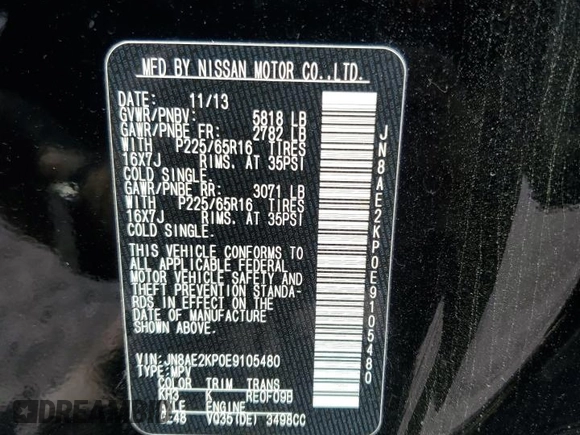 MFD BY NISSAN MOTOR CO.,LTD.
DATE: 11/13
GVWR/PNBV: 5818 LB
GAWR/PNBE FR: 2782 LB
WITH P225/65R16 TIRES
16X7J RIMS. AT 35PSI
COLD SINGLE.
GAWR/PNBE RR: 3071 LB
WITH P225/65R16 TIRES
16X7J RIMS. AT 35PSI
COLD SINGLE.
THIS VEHICLE CONFORMS TO
ALL APPLICABLE FEDERAL
MOTOR VEHICLE SAFETY AND
THEFT PREVENTION STANDA-
RDS IN EFFECT ON THE
DATE OF MANUFACTURE
SHOWN ABOVE.
VIN: JN8AE2KP0E9105480
TYPE: MPV
COLOR TRIM TRANS
KH3 K RE0F09B
ENGINE
VQ35(DE) 3498CC
JN8AE2KP0E9105480